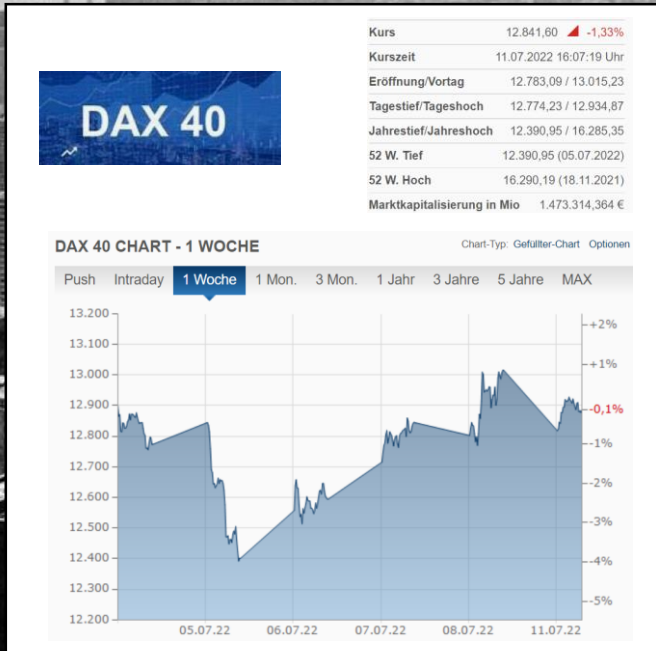 Kurs 12.841,60 -1,33%
Kurszeit 11.07.2022 16:07:19 Uhr
Eröffnung/Vortag 12.783,09 / 13.015,23
Tagestief/Tageshoch 12.774,23 / 12.934,87
Jahrestief/Jahreshoch 12.390,95 / 16.285,35
52 W. Tief 12.390,95 (05.07.2022)
52 W. Hoch 16.290,19 (18.11.2021)
Marktkapitalisierung in Mio 1.473.314,364 €
DAX 40
DAX 40 CHART - 1 WOCHE
Chart-Typ: Gefüllter-Chart Optionen
Push Intraday 1 Woche 1 Mon. 3 Mon. 1 Jahr 3 Jahre 5 Jahre MAX
13.200
13.100
13.000
12.900
12.800
12.700
12.600
12.500
12.400
12.300
12.200
+2%
+1%
-0,1%
-1%
-2%
-3%
-4%
-5%
05.07.22 06.07.22 07.07.22 08.07.22 11.07.22